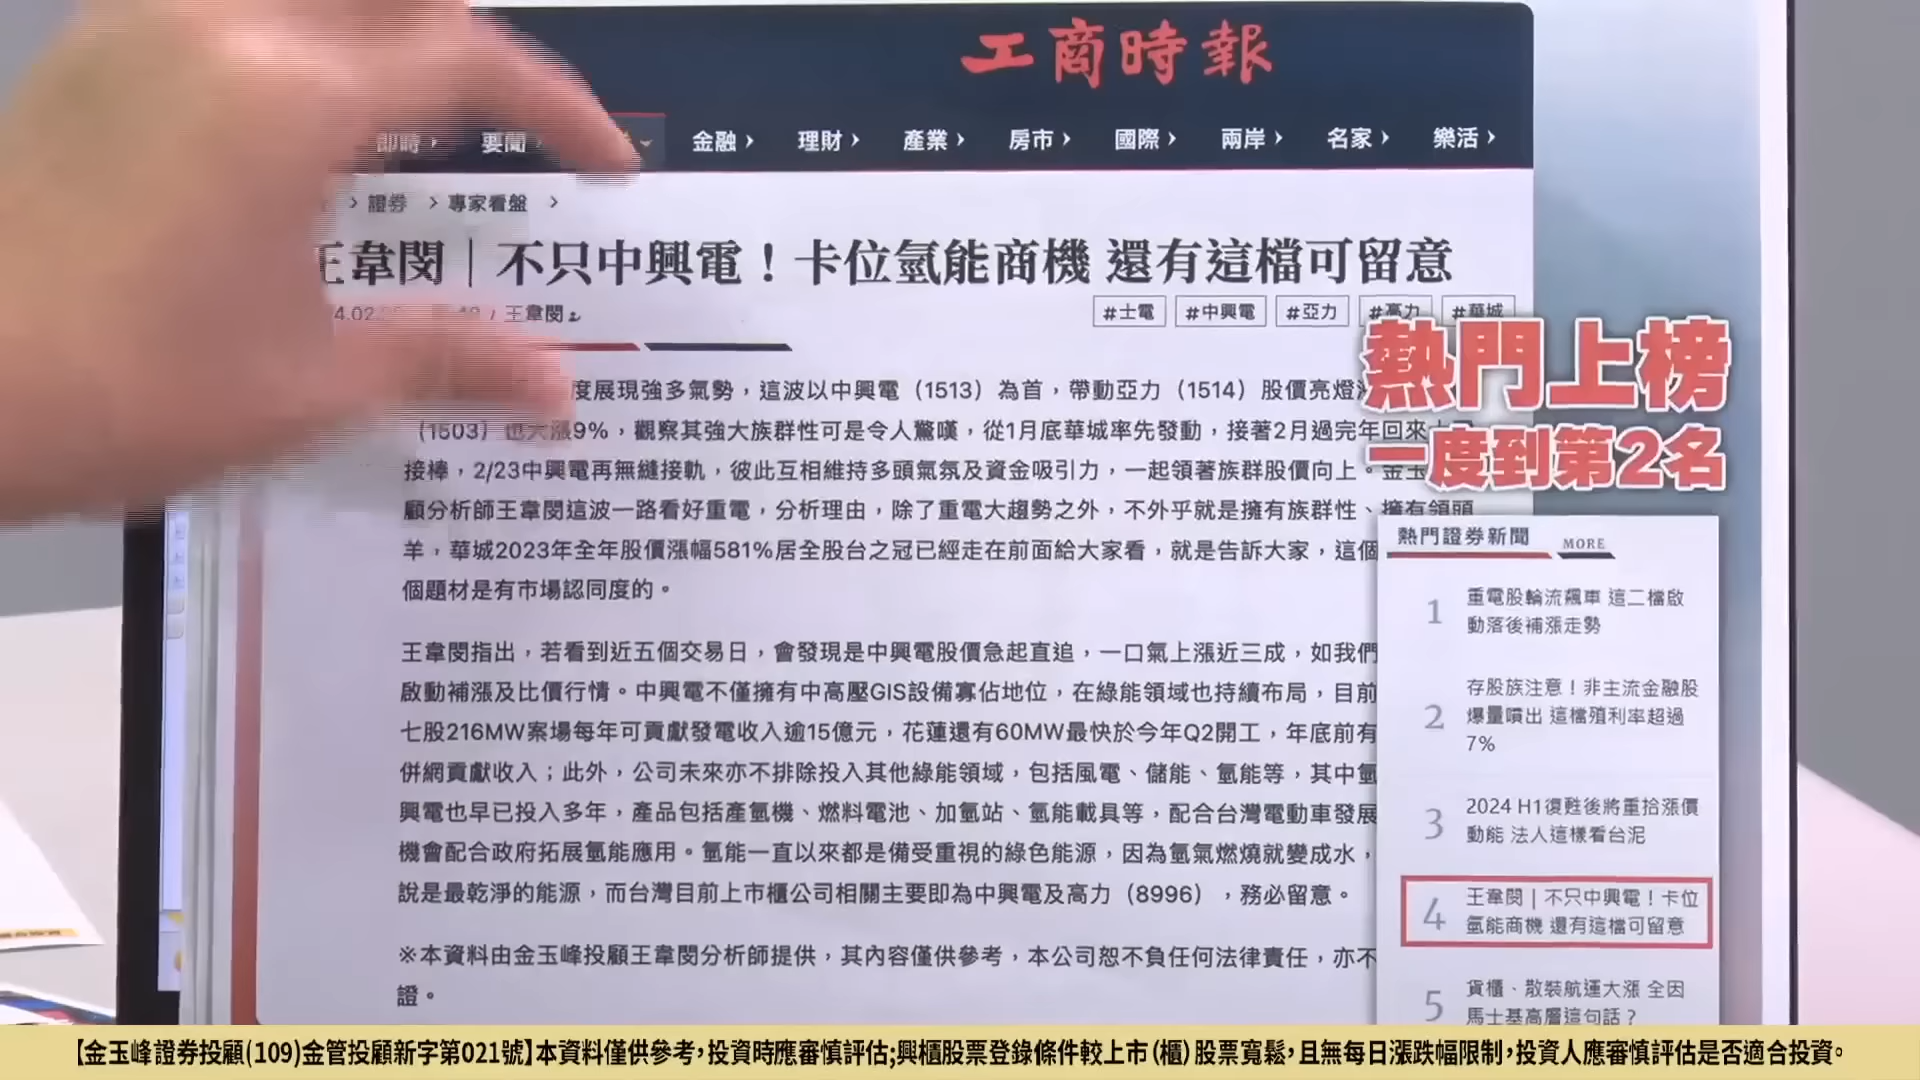 工商時報
即時 › 要聞 › 金融 › 理財 › 產業 › 房市 › 國際 › 兩岸 › 名家 › 樂活 ›
› 證券 › 專家看盤 ›
王韋閔｜不只中興電！卡位氫能商機 還有這檔可留意
4.02. / 王韋閔
#士電 #中興電 #亞力 #高力 #華城
熱門上榜
一度到第2名
度展現強多氣勢，這波以中興電（1513）為首，帶動亞力（1514）股價亮燈
（1503）也大漲9%，觀察其強大族群性可是令人驚嘆，從1月底華城率先發動，接著2月過完年回來
接棒，2/23中興電再無縫接軌，彼此互相維持多頭氣氛及資金吸引力，一起領著族群股價向上。金玉
顧分析師王韋閔這波一路看好重電，分析理由，除了重電大趨勢之外，不外乎就是擁有族群性、擁有領頭
羊，華城2023年全年股價漲幅581%居全股台之冠已經走在前面給大家看，就是告訴大家，這個
個題材是有市場認同度的。
王韋閔指出，若看到近五個交易日，會發現是中興電股價急起直追，一口氣上漲近三成，如我們
啟動補漲及比價行情。中興電不僅擁有中高壓GIS設備寡佔地位，在綠能領域也持續布局，目前
七股216MW案場每年可貢獻發電收入逾15億元，花蓮還有60MW最快於今年Q2開工，年底前有
併網貢獻收入；此外，公司未來亦不排除投入其他綠能領域，包括風電、儲能、氫能等，其中氫
興電也早已投入多年，產品包括產氫機、燃料電池、加氫站、氫能載具等，配合台灣電動車發展
機會配合政府拓展氫能應用。氫能一直以來都是備受重視的綠色能源，因為氫氣燃燒就變成水，
說是最乾淨的能源，而台灣目前上市櫃公司相關主要即為中興電及高力（8996），務必留意。
※本資料由金玉峰投顧王韋閔分析師提供，其內容僅供參考，本公司恕不負任何法律責任，亦不
證。
熱門證券新聞 MORE
1 重電股輪流飆車 這二檔啟
動落後補漲走勢
2 存股族注意！非主流金融股
爆量噴出 這檔殖利率超過
7%
3 2024 H1復甦後將重拾漲價
動能 法人這樣看台泥
4 王韋閔｜不只中興電！卡位
氫能商機 還有這檔可留意
5 貨櫃、散裝航運大漲 全因
馬士基高層這句話？
【金玉峰證券投顧(109)金管投顧新字第021號】本資料僅供參考，投資時應審慎評估；興櫃股票登錄條件較上市（櫃）股票寬鬆，且無每日漲跌幅限制，投資人應審慎評估是否適合投資。